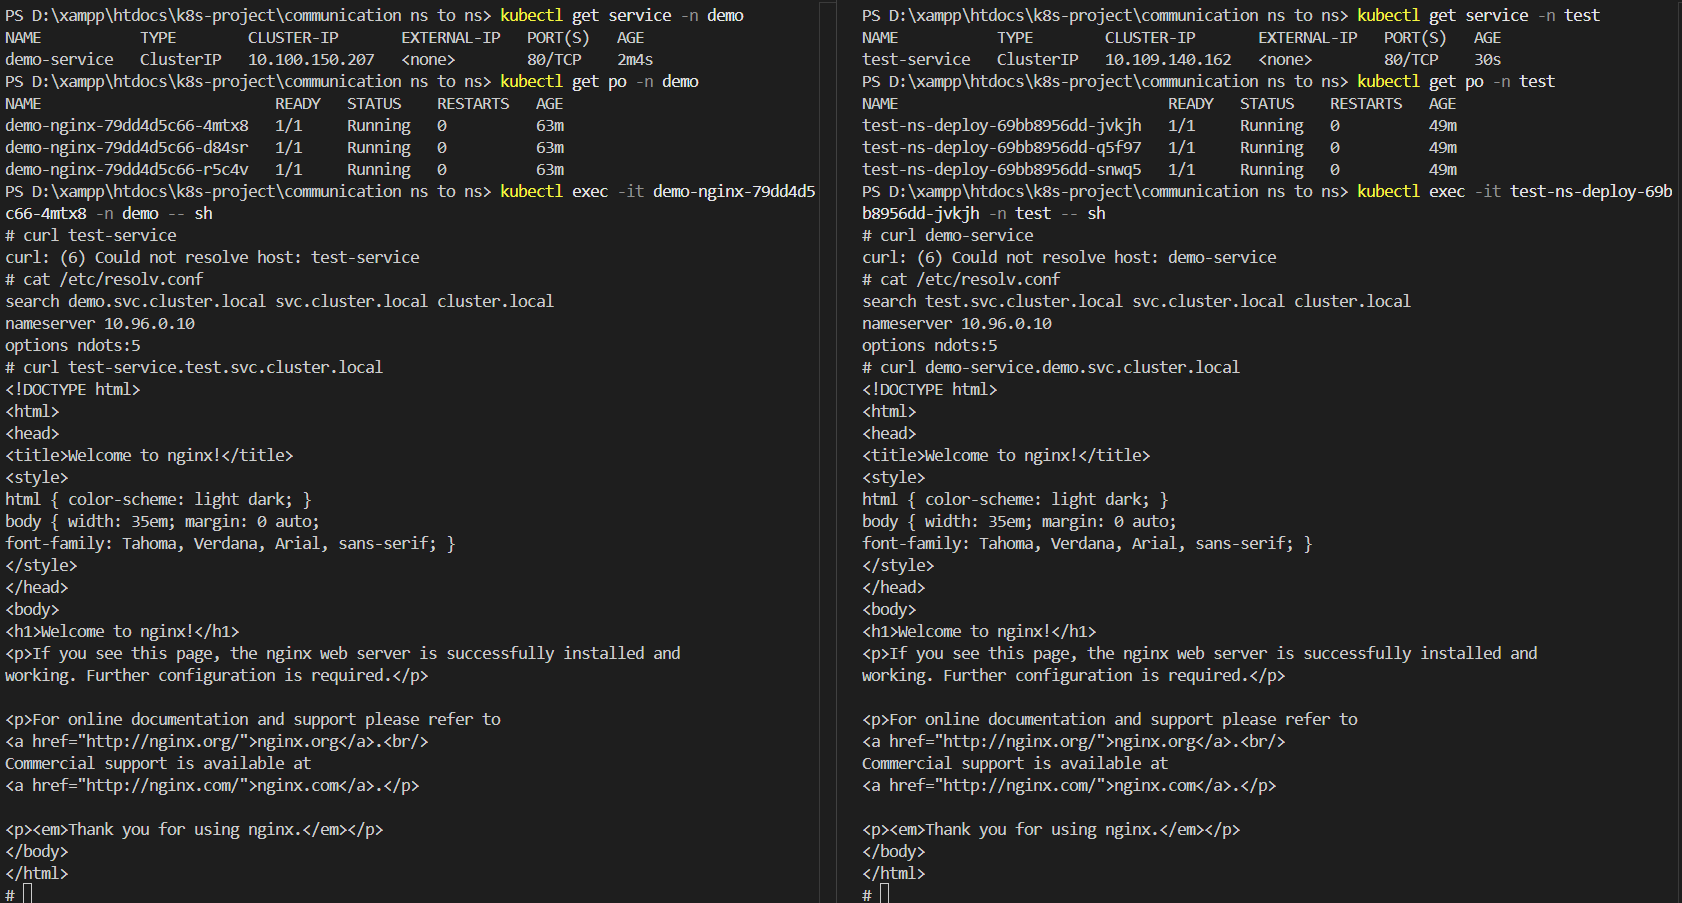 PS D:\xampp\htdocs\k8s-project\communication ns to ns> kubectl get service -n demo
NAME           TYPE        CLUSTER-IP       EXTERNAL-IP   PORT(S)   AGE
demo-service   ClusterIP   10.100.150.207   <none>        80/TCP    2m4s
PS D:\xampp\htdocs\k8s-project\communication ns to ns> kubectl get po -n demo
NAME                          READY   STATUS    RESTARTS   AGE
demo-nginx-79dd4d5c66-4mtx8   1/1     Running   0          63m
demo-nginx-79dd4d5c66-d84sr   1/1     Running   0          63m
demo-nginx-79dd4d5c66-r5c4v   1/1     Running   0          63m
PS D:\xampp\htdocs\k8s-project\communication ns to ns> kubectl exec -it demo-nginx-79dd4d5
c66-4mtx8 -n demo -- sh
# curl test-service
curl: (6) Could not resolve host: test-service
# cat /etc/resolv.conf
search demo.svc.cluster.local svc.cluster.local cluster.local
nameserver 10.96.0.10
options ndots:5
# curl test-service.test.svc.cluster.local
<!DOCTYPE html>
<html>
<head>
<title>Welcome to nginx!</title>
<style>
html { color-scheme: light dark; }
body { width: 35em; margin: 0 auto;
font-family: Tahoma, Verdana, Arial, sans-serif; }
</style>
</head>
<body>
<h1>Welcome to nginx!</h1>
<p>If you see this page, the nginx web server is successfully installed and
working. Further configuration is required.</p>

<p>For online documentation and support please refer to
<a href="http://nginx.org/">nginx.org</a>.<br/>
Commercial support is available at
<a href="http://nginx.com/">nginx.com</a>.</p>

<p><em>Thank you for using nginx.</em></p>
</body>
</html>
#
PS D:\xampp\htdocs\k8s-project\communication ns to ns> kubectl get service -n test
NAME           TYPE        CLUSTER-IP       EXTERNAL-IP   PORT(S)   AGE
test-service   ClusterIP   10.109.140.162   <none>        80/TCP    30s
PS D:\xampp\htdocs\k8s-project\communication ns to ns> kubectl get po -n test
NAME                              READY   STATUS    RESTARTS   AGE
test-ns-deploy-69bb8956dd-jvkjh   1/1     Running   0          49m
test-ns-deploy-69bb8956dd-q5f97   1/1     Running   0          49m
test-ns-deploy-69bb8956dd-snwq5   1/1     Running   0          49m
PS D:\xampp\htdocs\k8s-project\communication ns to ns> kubectl exec -it test-ns-deploy-69b
b8956dd-jvkjh -n test -- sh
# curl demo-service
curl: (6) Could not resolve host: demo-service
# cat /etc/resolv.conf
search test.svc.cluster.local svc.cluster.local cluster.local
nameserver 10.96.0.10
options ndots:5
# curl demo-service.demo.svc.cluster.local
<!DOCTYPE html>
<html>
<head>
<title>Welcome to nginx!</title>
<style>
html { color-scheme: light dark; }
body { width: 35em; margin: 0 auto;
font-family: Tahoma, Verdana, Arial, sans-serif; }
</style>
</head>
<body>
<h1>Welcome to nginx!</h1>
<p>If you see this page, the nginx web server is successfully installed and
working. Further configuration is required.</p>

<p>For online documentation and support please refer to
<a href="http://nginx.org/">nginx.org</a>.<br/>
Commercial support is available at
<a href="http://nginx.com/">nginx.com</a>.</p>

<p><em>Thank you for using nginx.</em></p>
</body>
</html>
#